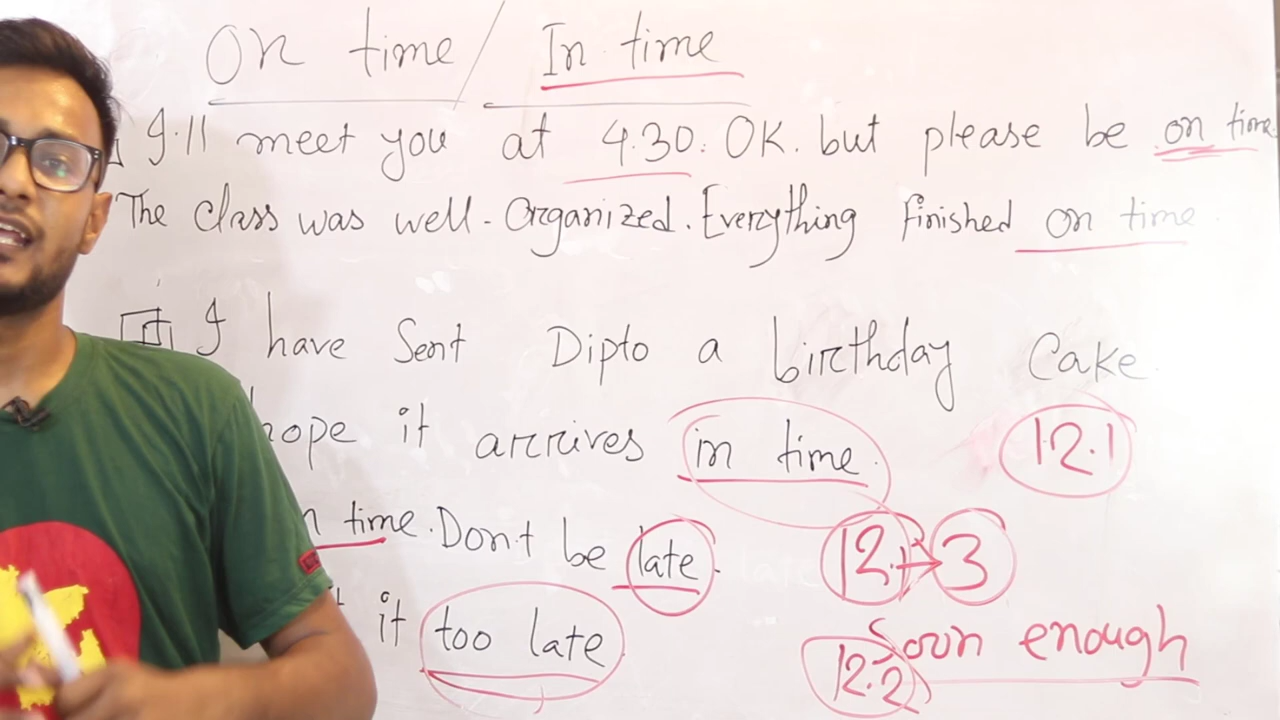 On time / In time
I'll meet you at 4.30. OK. but please be on time
The class was well-Organized. Everything finished on time.
I have Sent Dipto a birthday Cake.
hope it arrives in time. 12.1
time. Don't be late. 12.1 → 3
it too late Soon enough
12.2